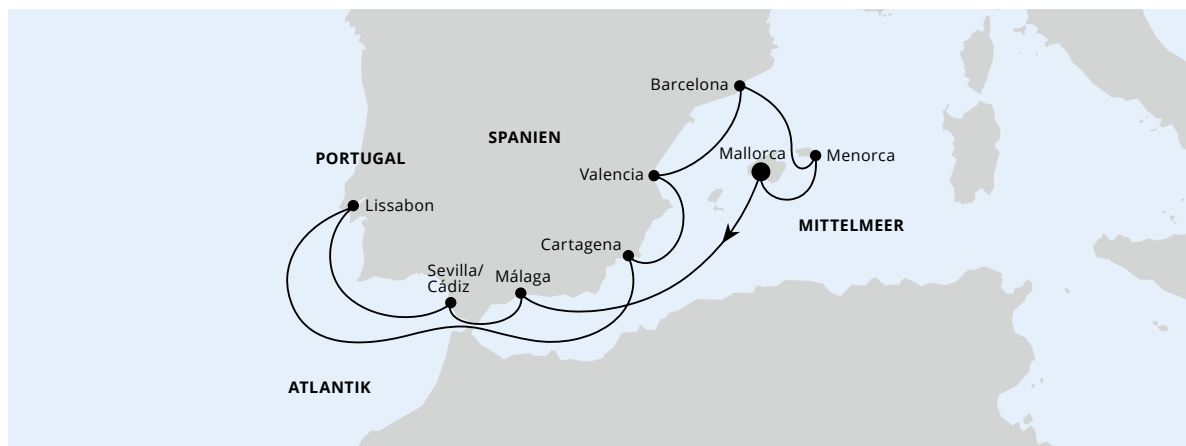 Barcelona
SPANIEN
PORTUGAL
Mallorca
Menorca
Valencia
Lissabon
MITTELMEER
Cartagena
Sevilla/
Cádiz
Málaga
ATLANTIK